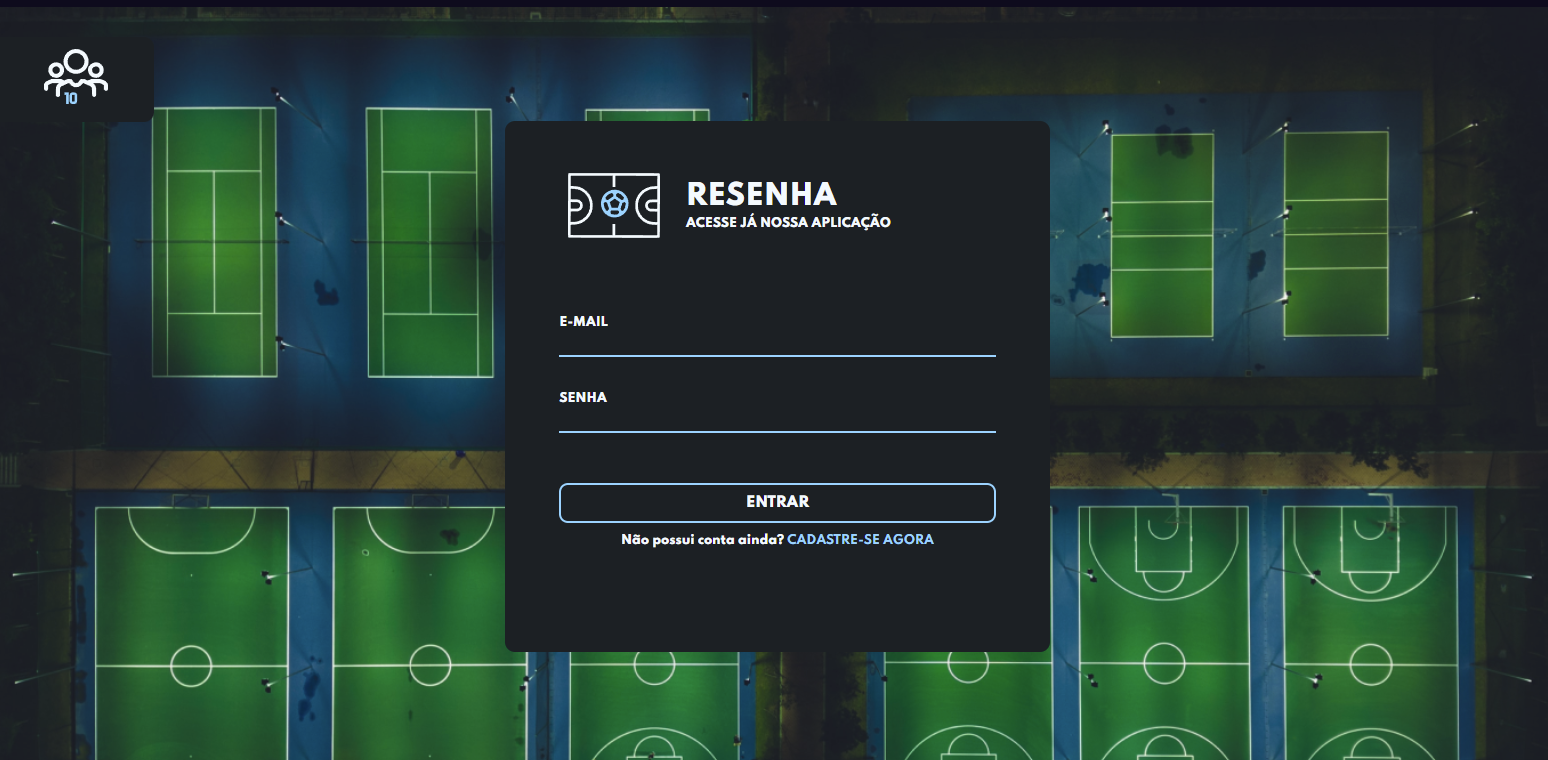 10
RESENHA
ACESSE JÁ NOSSA APLICAÇÃO
E-MAIL
SENHA
ENTRAR
Não possui conta ainda? CADASTRE-SE AGORA